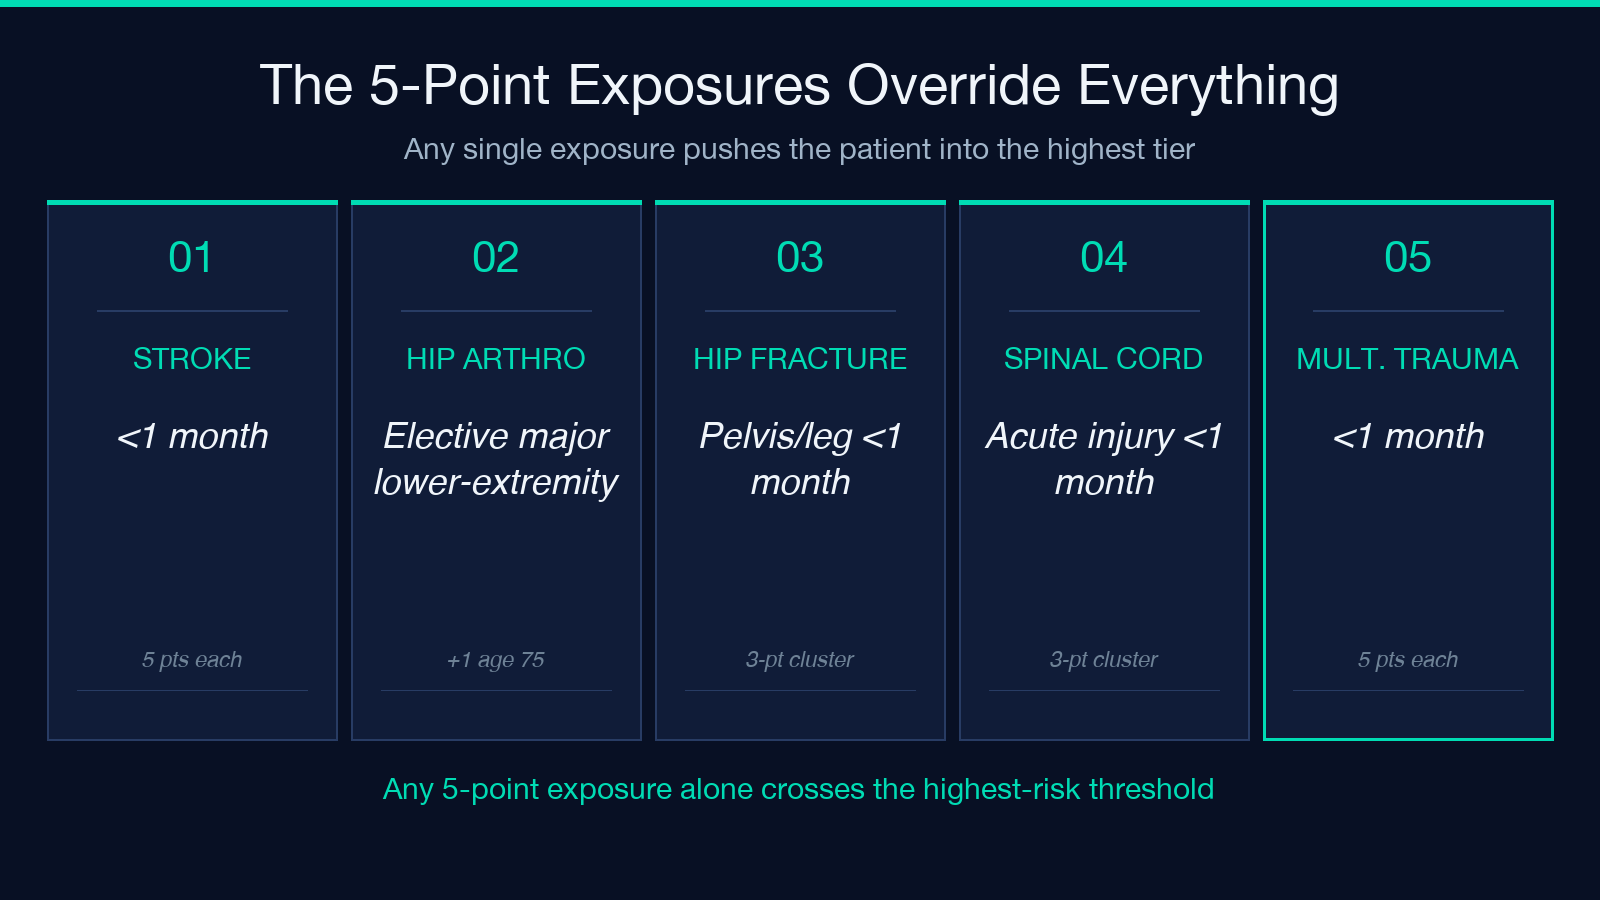 The 5-Point Exposures Override Everything
Any single exposure pushes the patient into the highest tier
01
STROKE
<1 month
5 pts each
02
HIP ARTHRO
Elective major
lower-extremity
+1 age 75
03
HIP FRACTURE
Pelvis/leg <1
month
3-pt cluster
04
SPINAL CORD
Acute injury <1
month
3-pt cluster
05
MULT. TRAUMA
<1 month
5 pts each
Any 5-point exposure alone crosses the highest-risk threshold